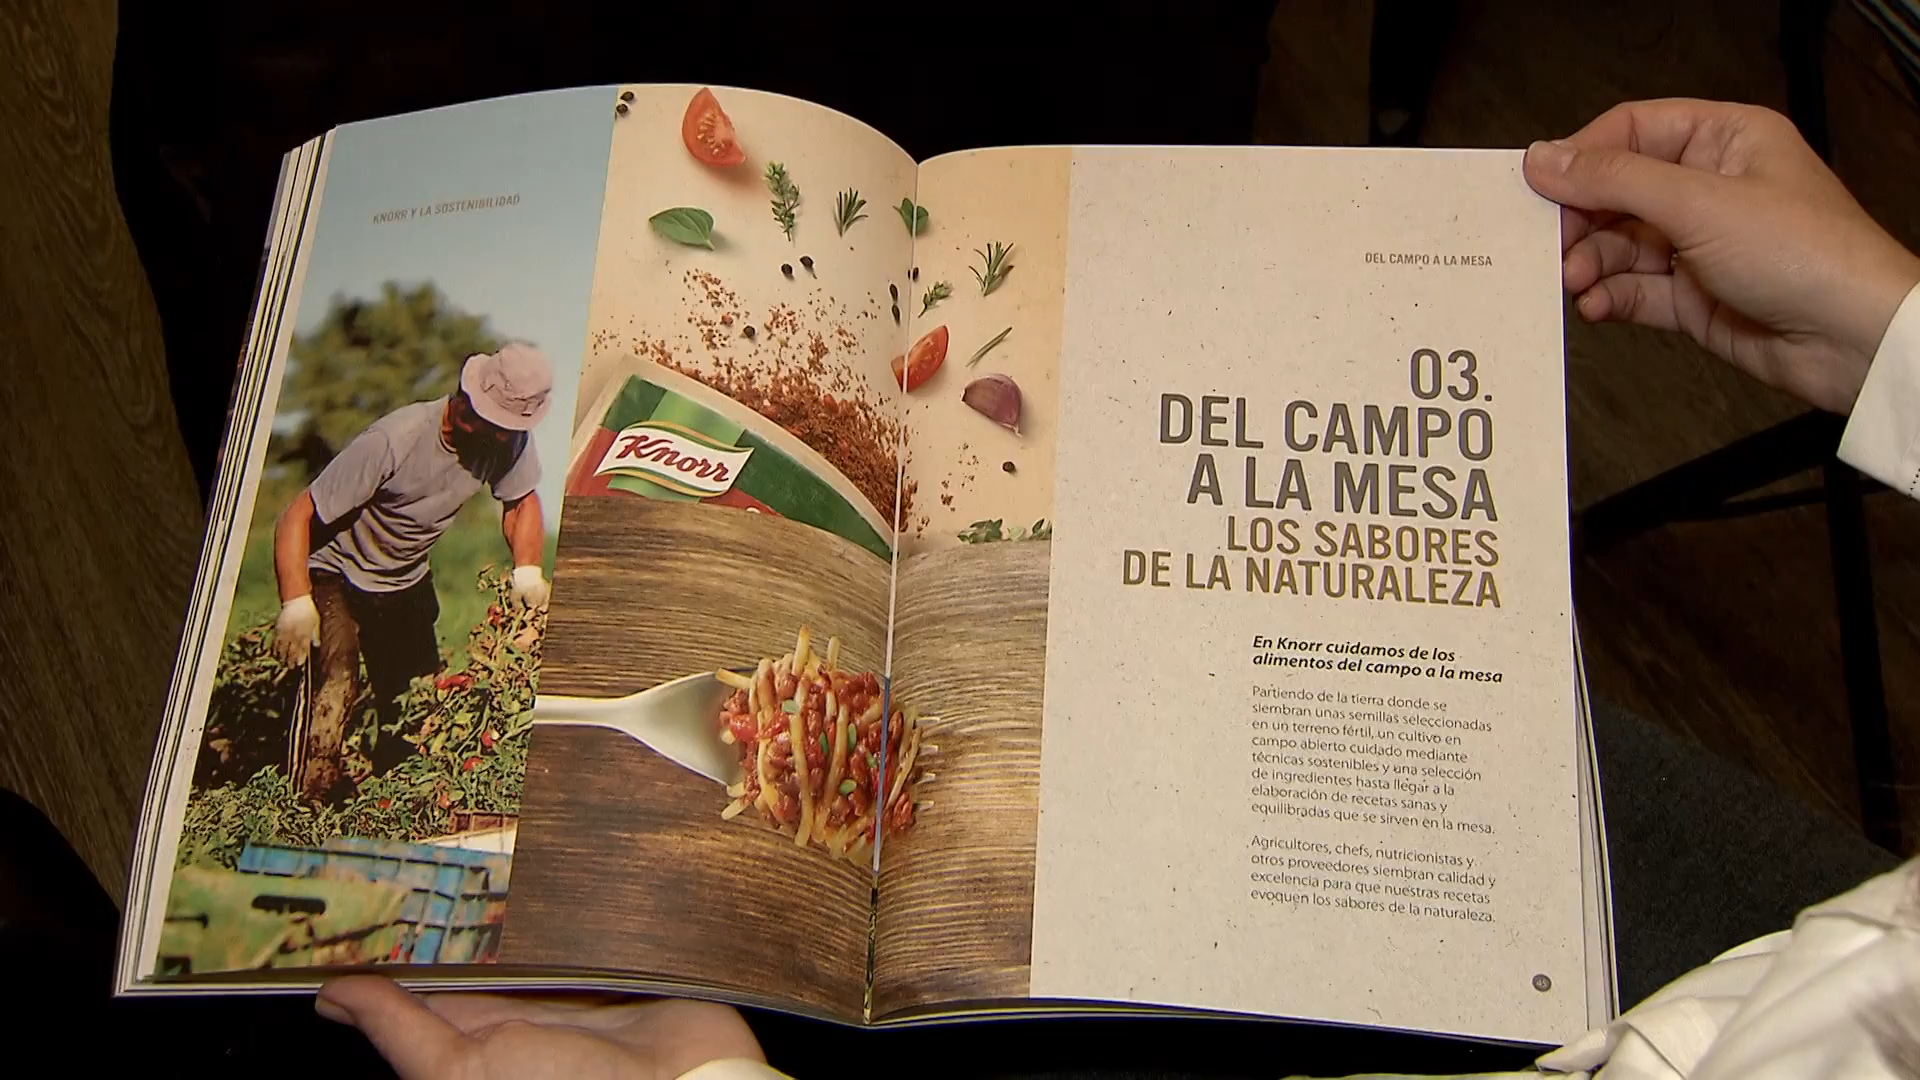 KNORR Y LA SOSTENIBILIDAD
Knorr
DEL CAMPO A LA MESA
03.
DEL CAMPO
A LA MESA
LOS SABORES
DE LA NATURALEZA
En Knorr cuidamos de los
alimentos del campo a la mesa
Partiendo de la tierra donde se
siembran unas semillas seleccionadas
en un terreno fértil, un cultivo en
campo abierto cuidado mediante
técnicas sostenibles y una selección
de ingredientes hasta llegar a la
elaboración de recetas sanas y
equilibradas que se sirven en la mesa.
Agricultores, chefs, nutricionistas y
otros proveedores siembran calidad y
excelencia para que nuestras recetas
evoquen los sabores de la naturaleza.
45